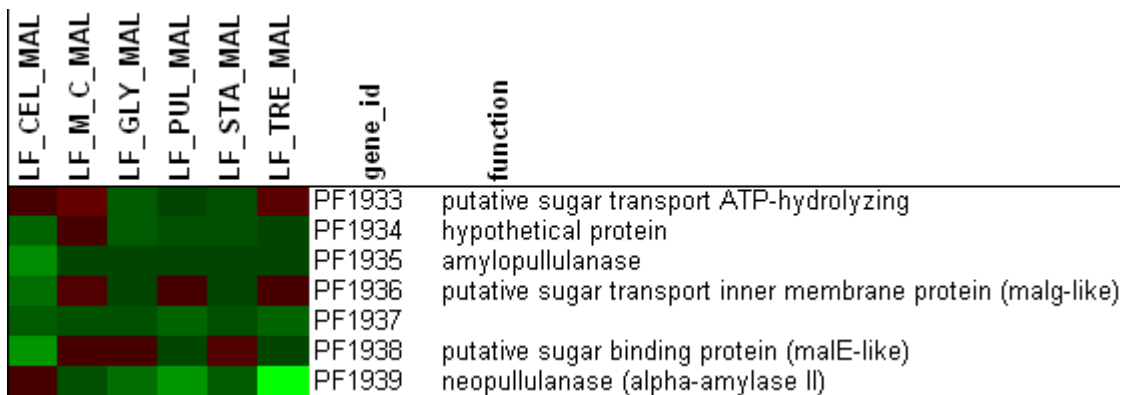 LF_CEL_MAL
LF_M_C_MAL
LF_GLY_MAL
LF_PUL_MAL
LF_STA_MAL
LF_TRE_MAL
gene_id
function
PF1933 putative sugar transport ATP-hydrolyzing
PF1934 hypothetical protein
PF1935 amylopullulanase
PF1936 putative sugar transport inner membrane protein (malg-like)
PF1937
PF1938 putative sugar binding protein (malE-like)
PF1939 neopullulanase (alpha-amylase II)